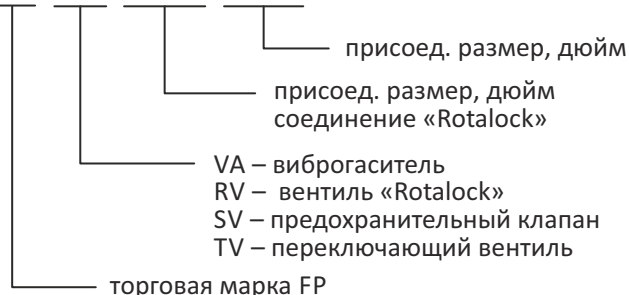 присоед. размер, дюйм
присоед. размер, дюйм
соединение «Rotalock»
VA – виброгаситель
RV – вентиль «Rotalock»
SV – предохранительный клапан
TV – переключающий вентиль
торговая марка FP